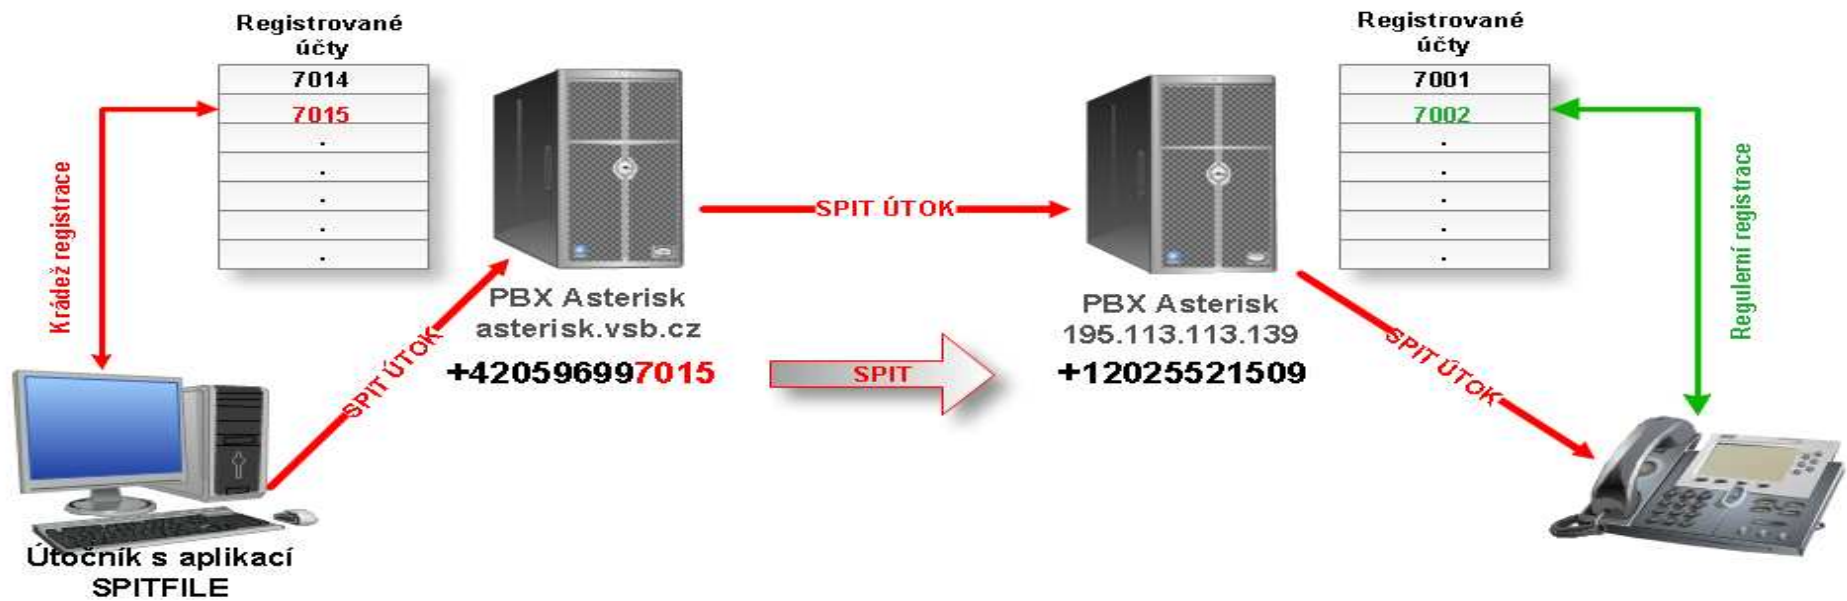 Registrované
účty
7014
7015
.
.
.
.
.
Krádež registrace
Útočník s aplikací
SPITFILE
SPIT ÚTOK
PBX Asterisk
asterisk.vsb.cz
+420596997015
SPIT ÚTOK
SPIT
PBX Asterisk
195.113.113.139
+12025521509
Registrované
účty
7001
7002
.
.
.
.
.
SPIT ÚTOK
Regulerní registrace